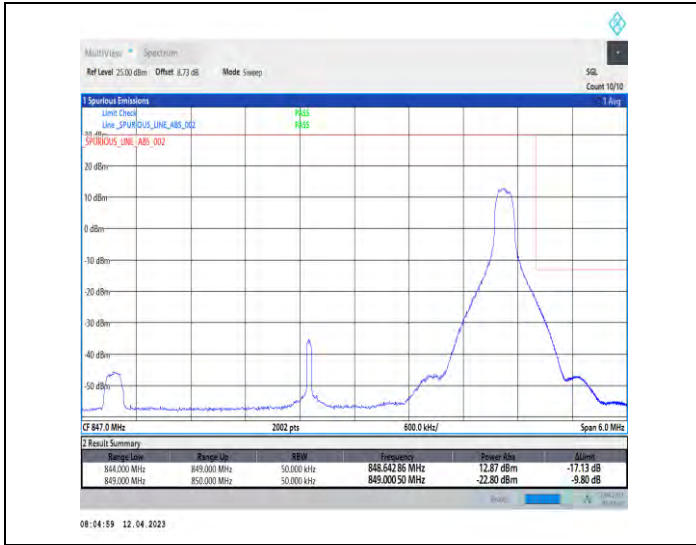 MultiView Spectrum
Ref Level 25.00 dBm Offset 8.73 dB Mode Sweep SGL
Count 10/10
1 Spurious Emissions 1 Avg
Limit Check PASS
Line _SPURIOUS_LINE_ABS_002 PASS
30 dBm
_SPURIOUS_LINE_ABS_002
20 dBm
10 dBm
0 dBm
-10 dBm
-20 dBm
-30 dBm
-40 dBm
-50 dBm
CF 847.0 MHz 2002 pts 600.0 kHz/ Span 6.0 MHz
2 Result Summary
Range Low Range Up RBW Frequency Power Abs ΔLimit
844.000 MHz 849.000 MHz 50.000 kHz 848.642 86 MHz 12.87 dBm -17.13 dB
849.000 MHz 850.000 MHz 50.000 kHz 849.000 50 MHz -22.80 dBm -9.80 dB
08:04:59 12.04.2023